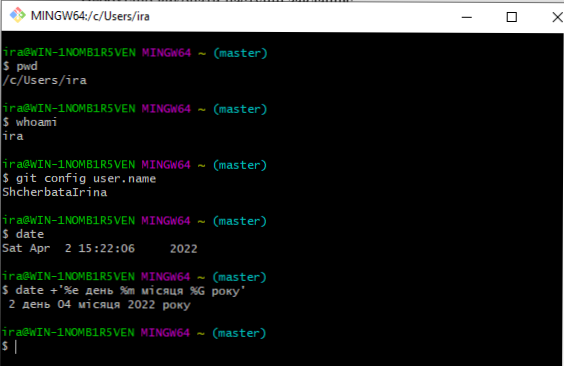 MINGW64:/c/Users/ira
ira@WIN-1NOMB1R5VEN MINGW64 ~ (master)
$ pwd
/c/Users/ira
ira@WIN-1NOMB1R5VEN MINGW64 ~ (master)
$ whoami
ira
ira@WIN-1NOMB1R5VEN MINGW64 ~ (master)
$ git config user.name
ShcherbataIrina
ira@WIN-1NOMB1R5VEN MINGW64 ~ (master)
$ date
Sat Apr  2 15:22:06     2022
ira@WIN-1NOMB1R5VEN MINGW64 ~ (master)
$ date +'%e день %m місяця %G року'
 2 день 04 місяця 2022 року
ira@WIN-1NOMB1R5VEN MINGW64 ~ (master)
$